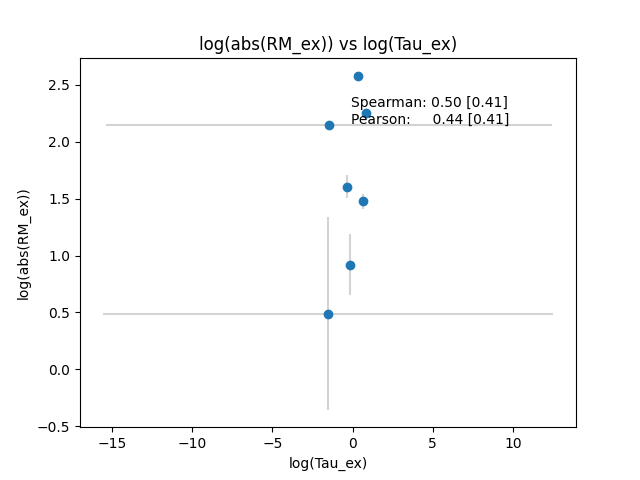 log(abs(RM_ex)) vs log(Tau_ex)
2.5
Spearman: 0.50 [0.41]
Pearson: 0.44 [0.41]
2.0
1.5
log(abs(RM_ex))
1.0
0.5
0.0
−0.5
−15 −10 −5 0 5 10
log(Tau_ex)